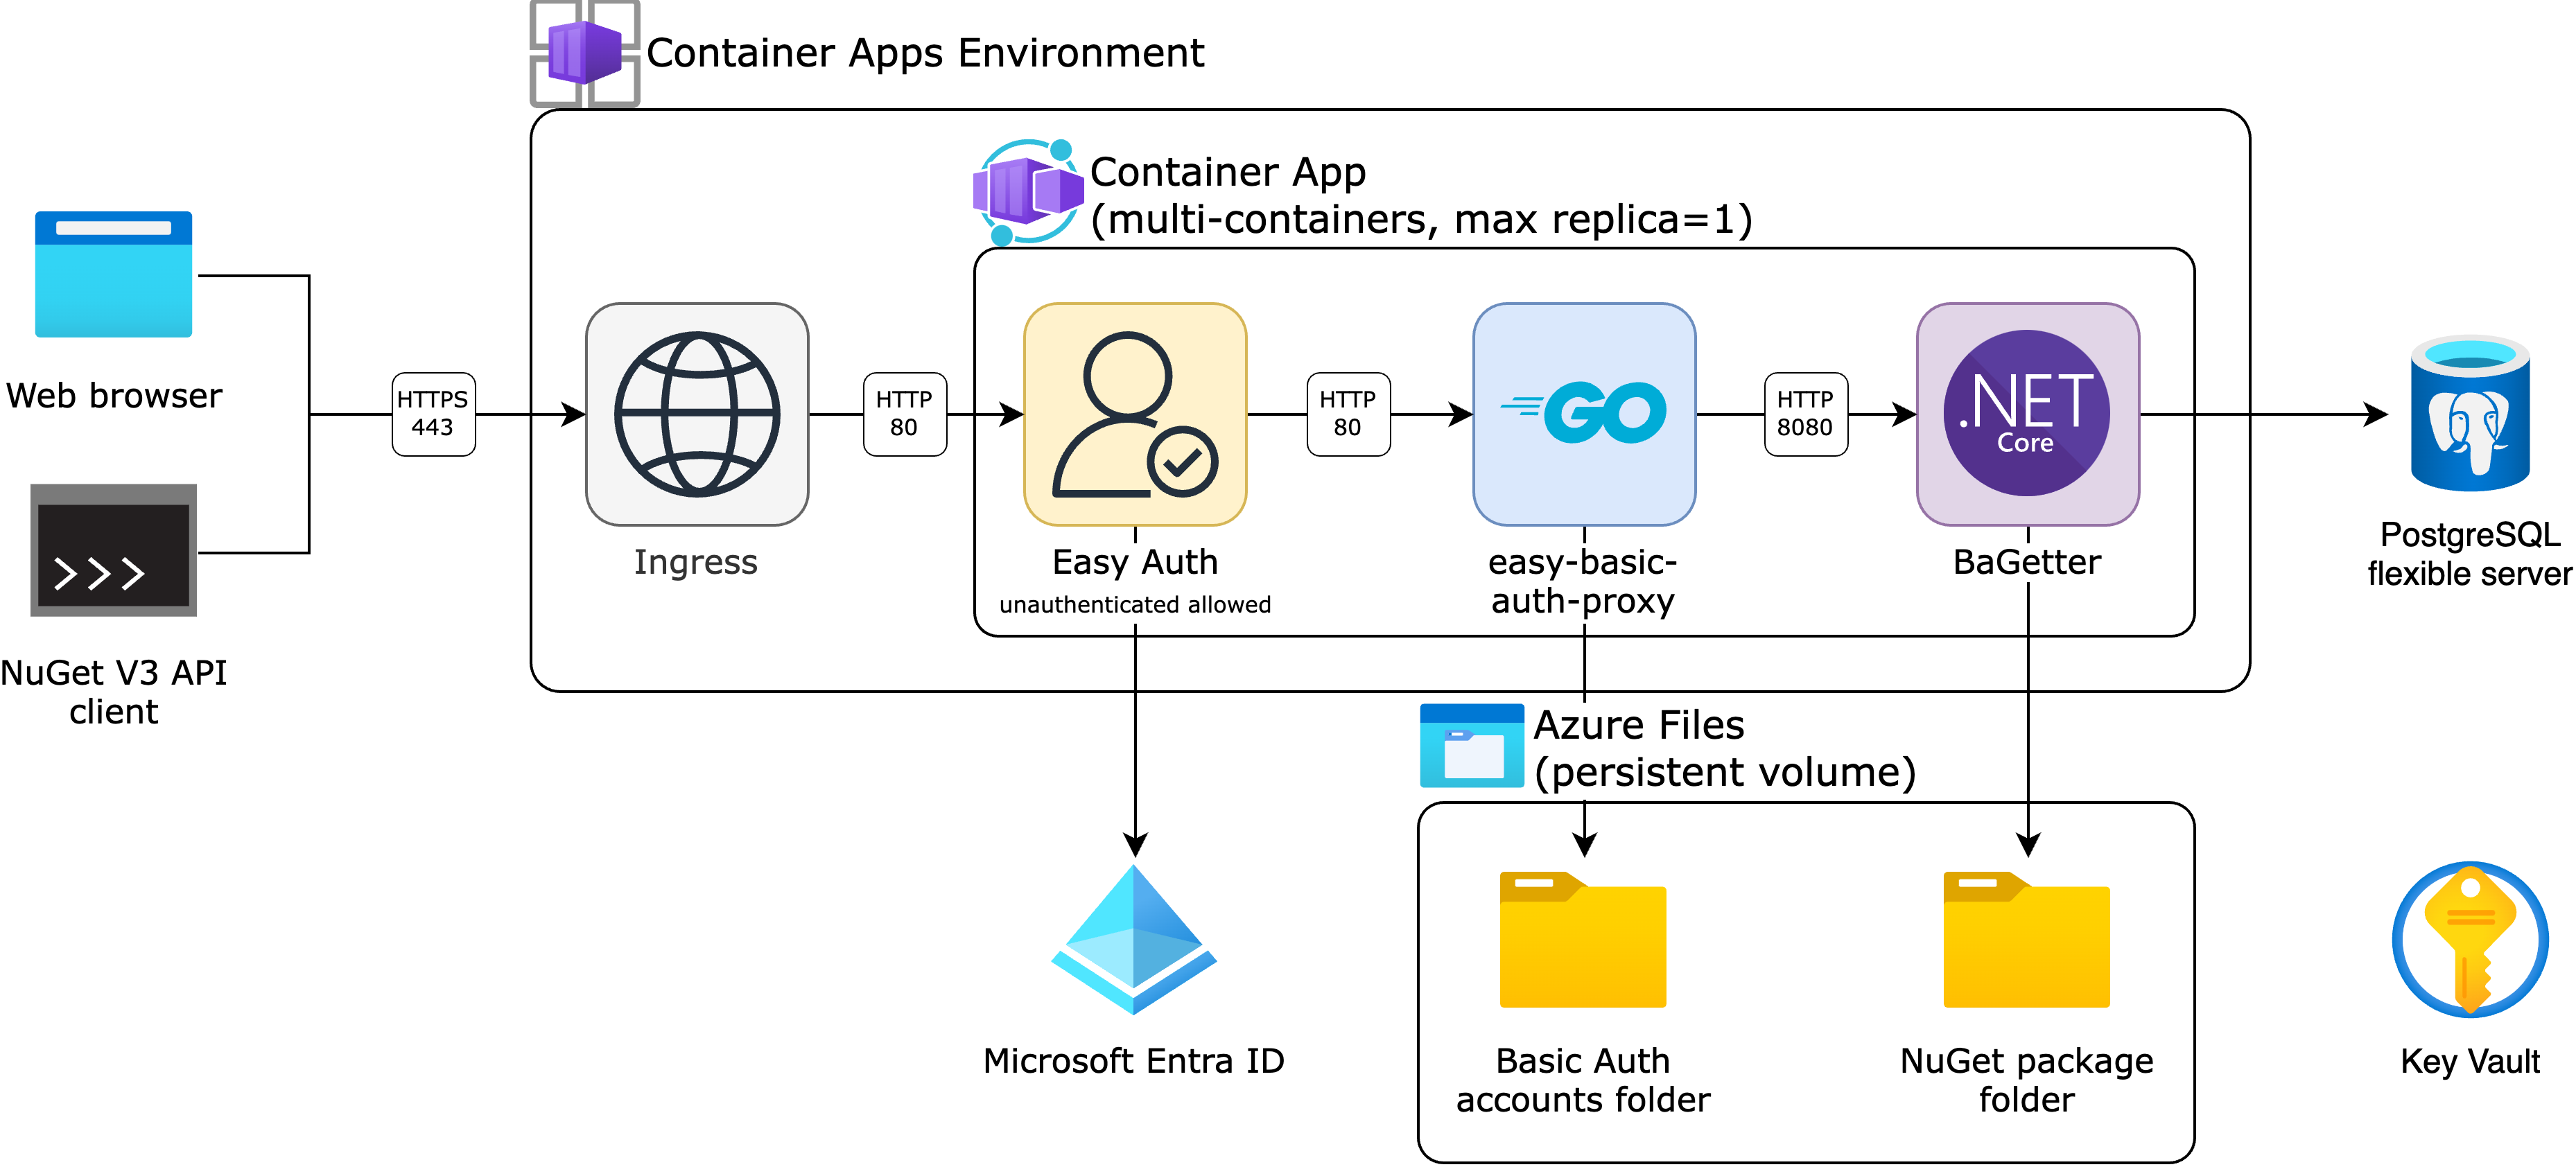 Container Apps Environment
Container App
(multi-containers, max replica=1)
Web browser
NuGet V3 API
client
HTTPS
443
Ingress
HTTP
80
Easy Auth
unauthenticated allowed
HTTP
80
GO
easy-basic-
auth-proxy
HTTP
8080
.NET
Core
BaGetter
PostgreSQL
flexible server
Azure Files
(persistent volume)
Microsoft Entra ID
Basic Auth
accounts folder
NuGet package
folder
Key Vault